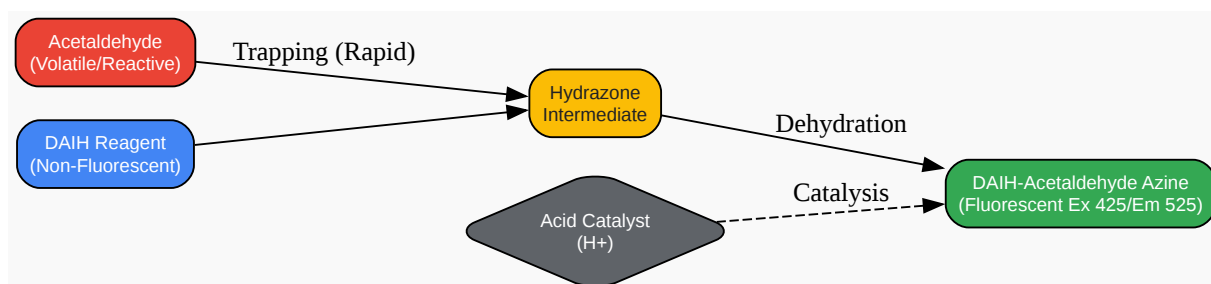 Acetaldehyde
(Volatile/Reactive)
Trapping (Rapid)
DAIH Reagent
(Non-Fluorescent)
Hydrazone
Intermediate
Dehydration
Acid Catalyst
(H+)
Catalysis
DAIH-Acetaldehyde Azine
(Fluorescent Ex 425/Em 525)